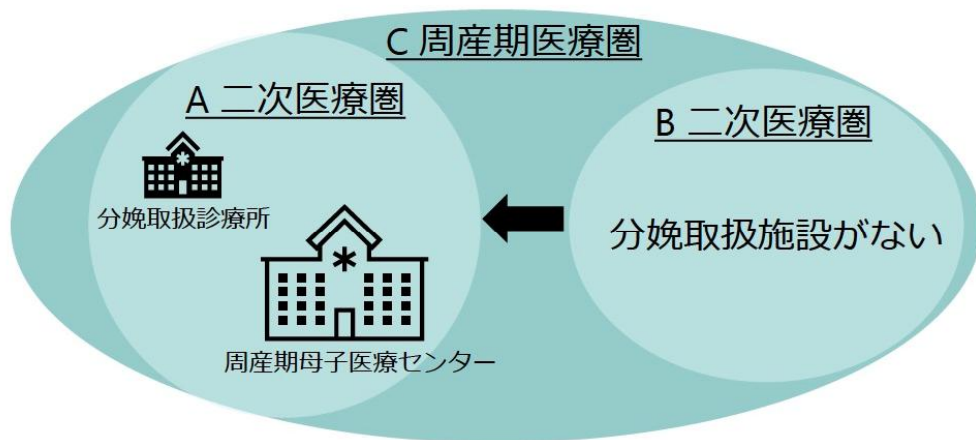 C 周産期医療圏
A 二次医療圏
B 二次医療圏
分娩取扱診療所
分娩取扱施設がない
周産期母子医療センター